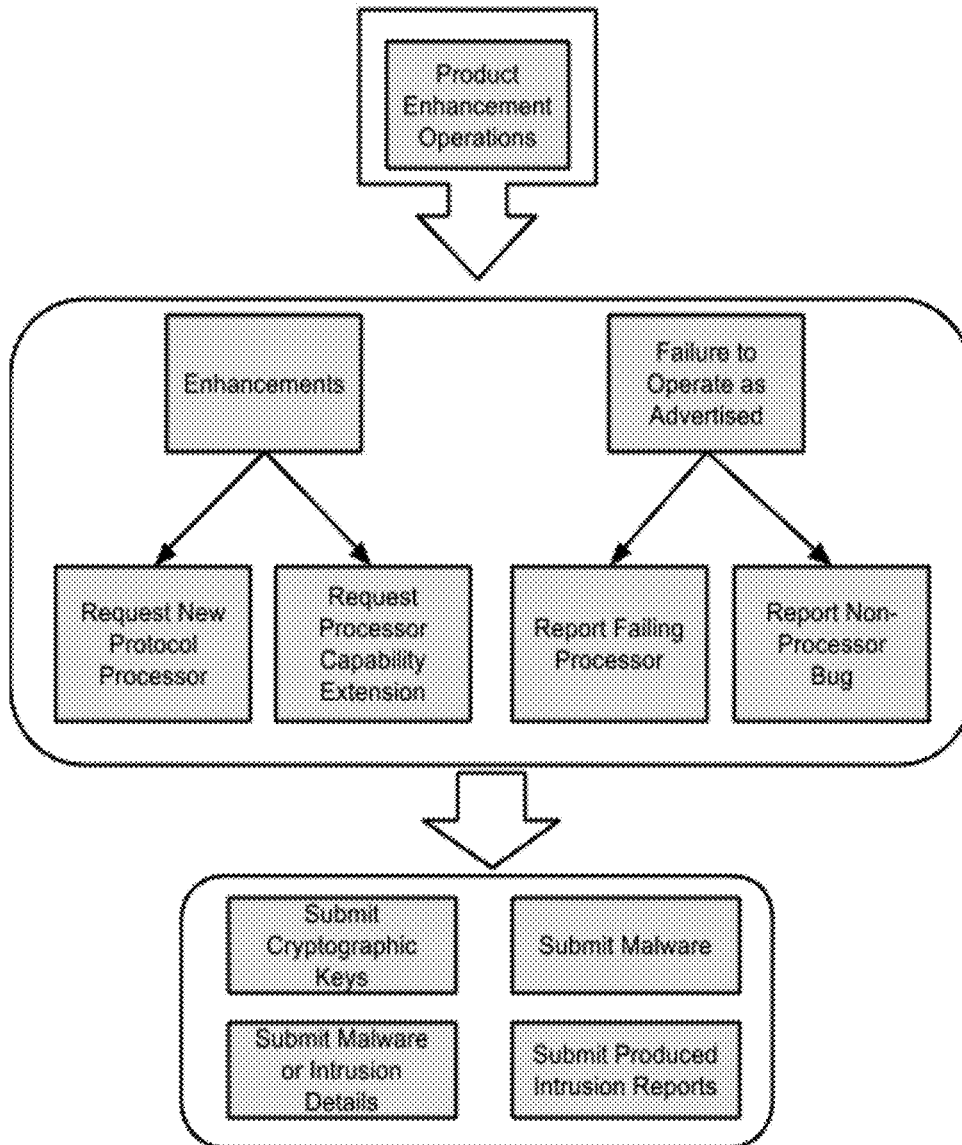 Product
Enhancement
Operations
Enhancements
Failure to
Operate as
Advertised
Request New
Protocol
Processor
Request
Processor
Capability
Extension
Report Failing
Processor
Report Non-
Processor
Bug
Submit
Cryptographic
Keys
Submit Malware
Submit Malware
or Intrusion
Details
Submit Produced
Intrusion Reports